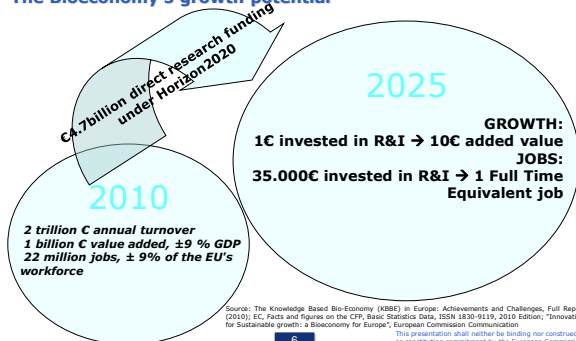 The Bioeconomy's growth potential
€4.7billion direct research funding
under Horizon2020
2025
GROWTH:
1€ invested in R&I → 10€ added value
JOBS:
35.000€ invested in R&I → 1 Full Time
Equivalent job
2010
2 trillion € annual turnover
1 billion € value added, ±9 % GDP
22 million jobs, ± 9% of the EU's
workforce
Source: The Knowledge Based Bio-Economy (KBBE) in Europe: Achievements and Challenges, Full Rep
(2010); EC, Facts and figures on the CFP, Basic Statistics Data, ISSN 1830-9119, 2010 Edition; "Innovati
for Sustainable growth: a Bioeconomy for Europe", European Commission Communication
6
This presentation shall neither be binding nor construed